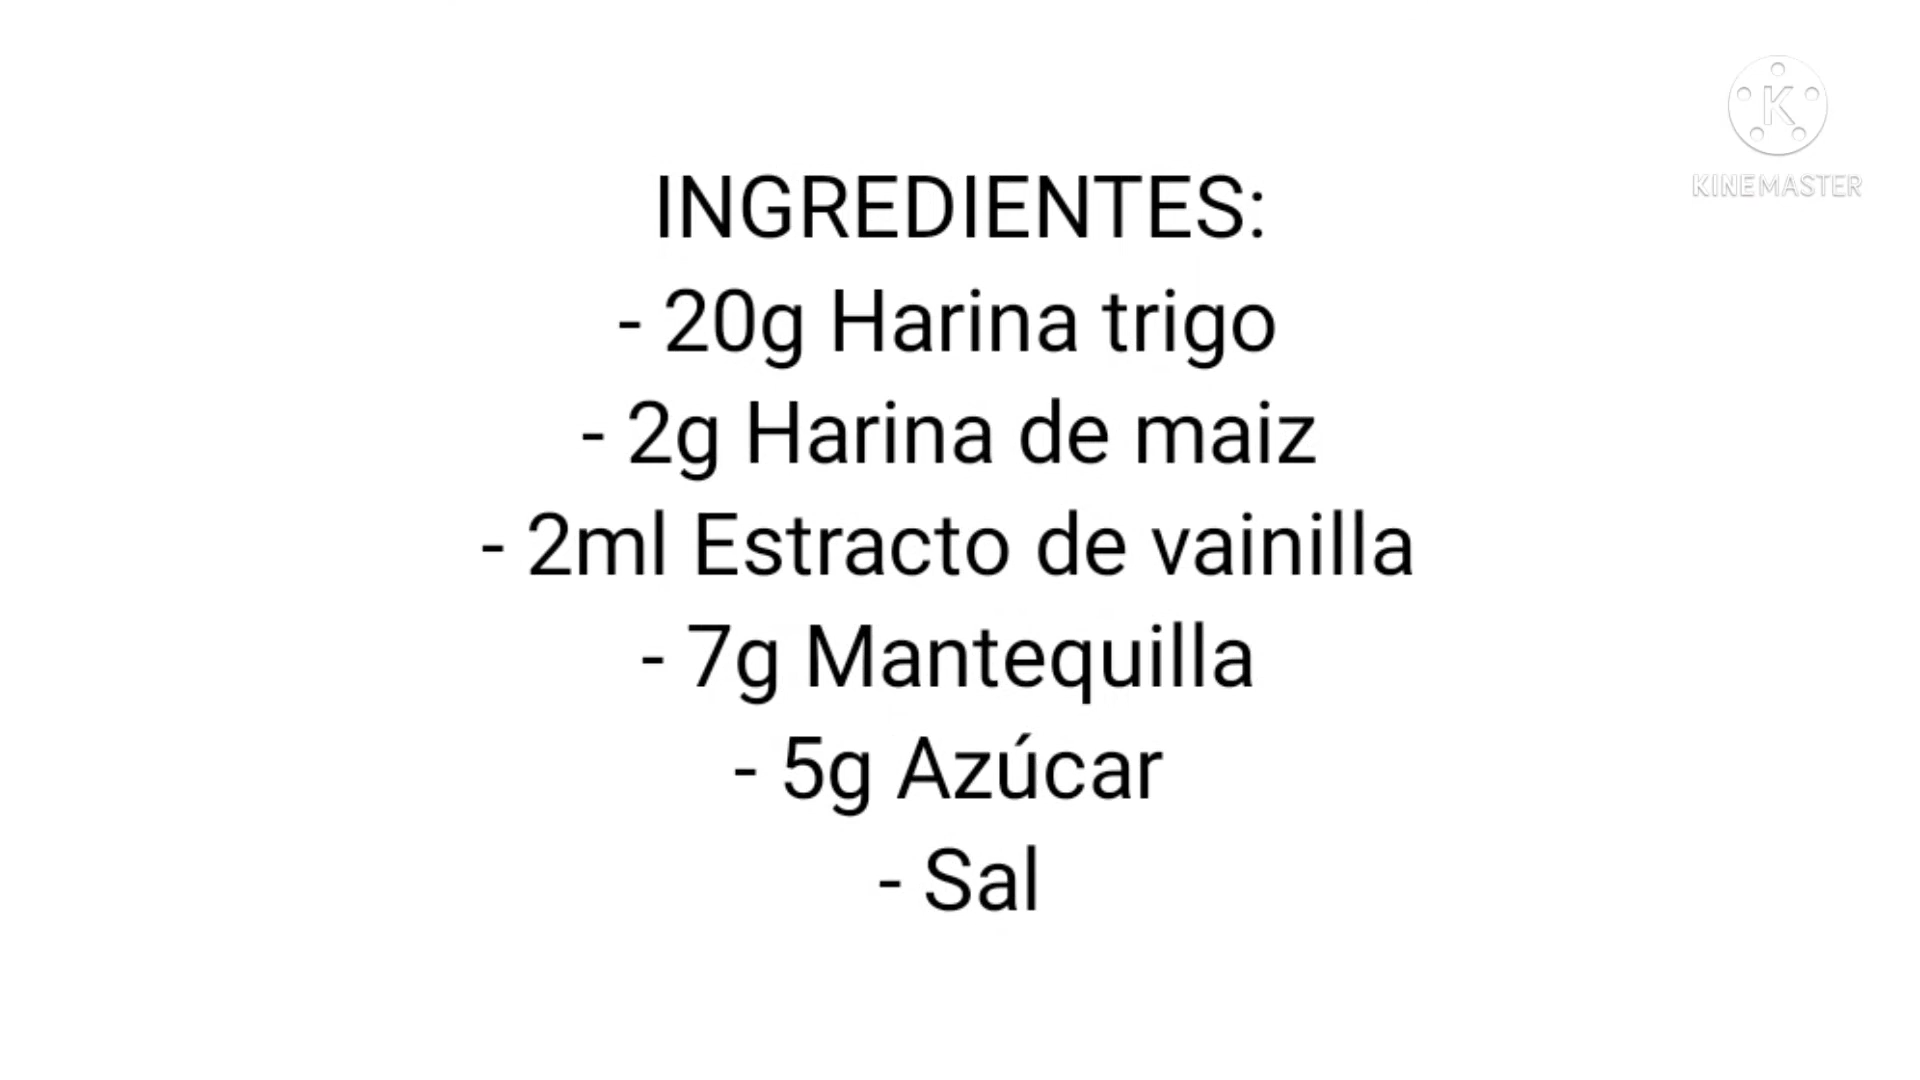 INGREDIENTES:
- 20g Harina trigo
- 2g Harina de maiz
- 2ml Estracto de vainilla
- 7g Mantequilla
- 5g Azúcar
- Sal
K
KINEMASTER